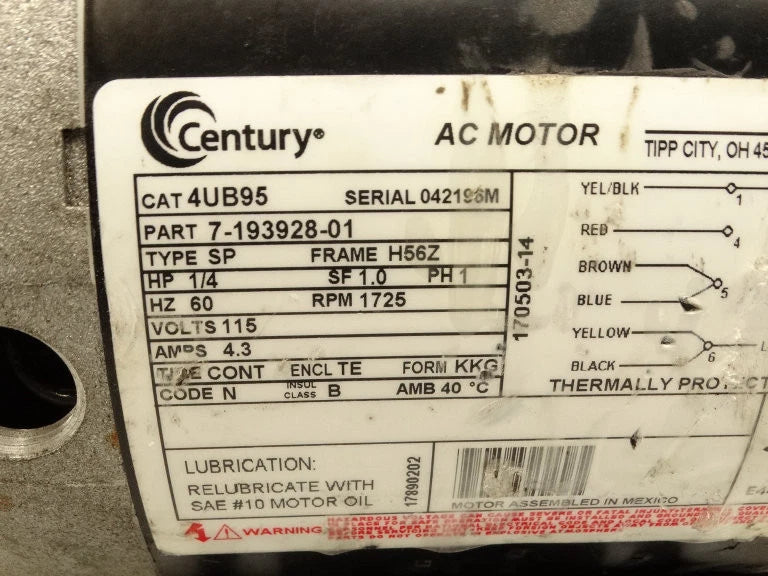 Century®
AC MOTOR
TIPP CITY, OH 45
CAT 4UB95 SERIAL 042196M
PART 7-193928-01
TYPE SP FRAME H56Z
HP 1/4 SF 1.0 PH 1
HZ 60 RPM 1725
VOLTS 115
AMPS 4.3
TIME CONT ENCL TE FORM KKG
CODE N INSUL CLASS B AMB 40 °C
170503-14
YEL/BLK 1
RED 4
BROWN
BLUE 5
YELLOW
BLACK 6 L
THERMALLY PROTECT
LUBRICATION:
RELUBRICATE WITH
SAE #10 MOTOR OIL
17890202
MOTOR ASSEMBLED IN MEXICO
WARNING